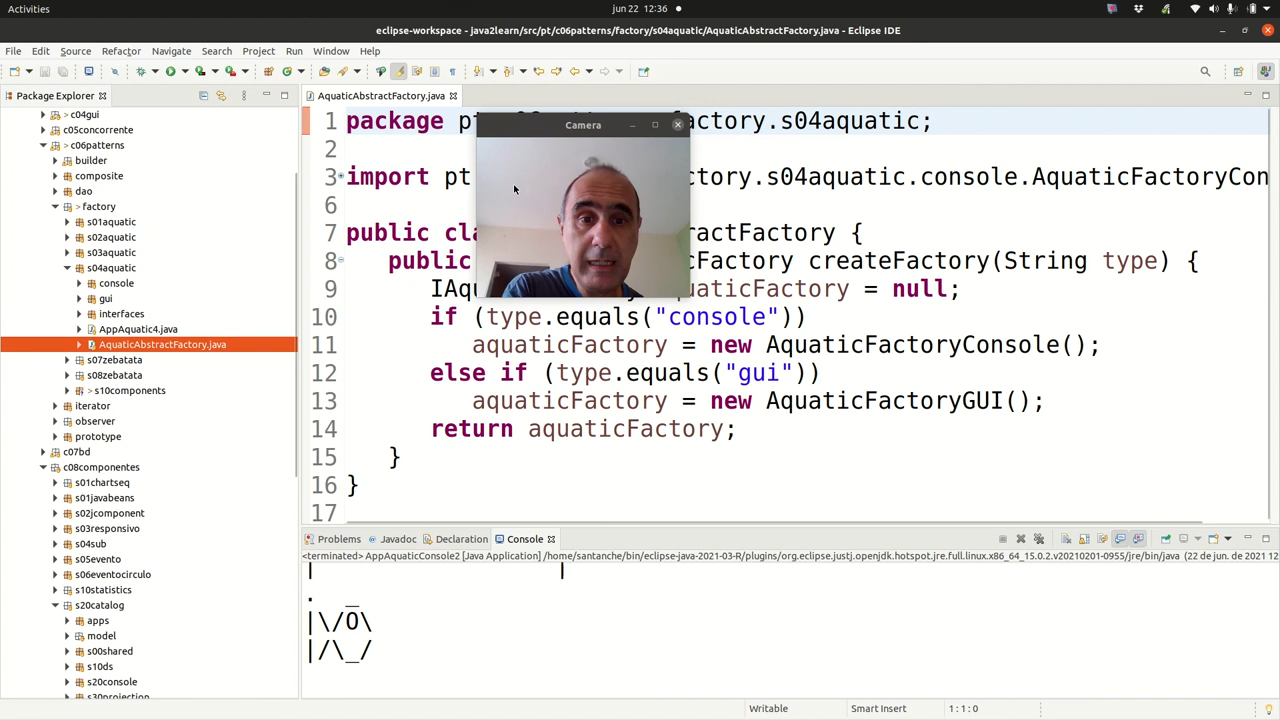 Activities
jun 22 12:36
eclipse-workspace - java2learn/src/pt/c06patterns/factory/s04aquatic/AquaticAbstractFactory.java - Eclipse IDE
File Edit Source Refactor Navigate Search Project Run Window Help
Package Explorer
> c04gui
c05concorrente
> c06patterns
builder
composite
dao
> factory
s01aquatic
s02aquatic
s03aquatic
s04aquatic
console
gui
interfaces
AppAquatic4.java
AquaticAbstractFactory.java
s07zebatata
s08zebatata
> s10components
iterator
observer
prototype
c07bd
c08componentes
s01chartseq
s02javabeans
s02jcomponent
s03responsivo
s04sub
s05evento
s06eventocirculo
s10statistics
s20catalog
apps
model
s00shared
s10ds
s20console
s30projection
AquaticAbstractFactory.java
Camera
1 package actory.s04aquatic;
2
3 import pt actory.s04aquatic.console.AquaticFactoryCon
6
7 public ractFactory {
8 public Factory createFactory(String type) {
9 = null;
10 if (type.equals("console"))
11 aquaticFactory = new AquaticFactoryConsole();
12 else if (type.equals("gui"))
13 aquaticFactory = new AquaticFactoryGUI();
14 return aquaticFactory;
15 }
16 }
17
Problems Javadoc Declaration Console
<terminated> AppAquaticConsole2 [Java Application] /home/santanche/bin/eclipse-java-2021-03-R/plugins/org.eclipse.justj.openjdk.hotspot.jre.full.linux.x86_64_15.0.2.v20210201-0955/jre/bin/java (22 de jun. de 2021 12
| |
. _
|\/O\
|/\_/
Writable Smart Insert 1:1:0